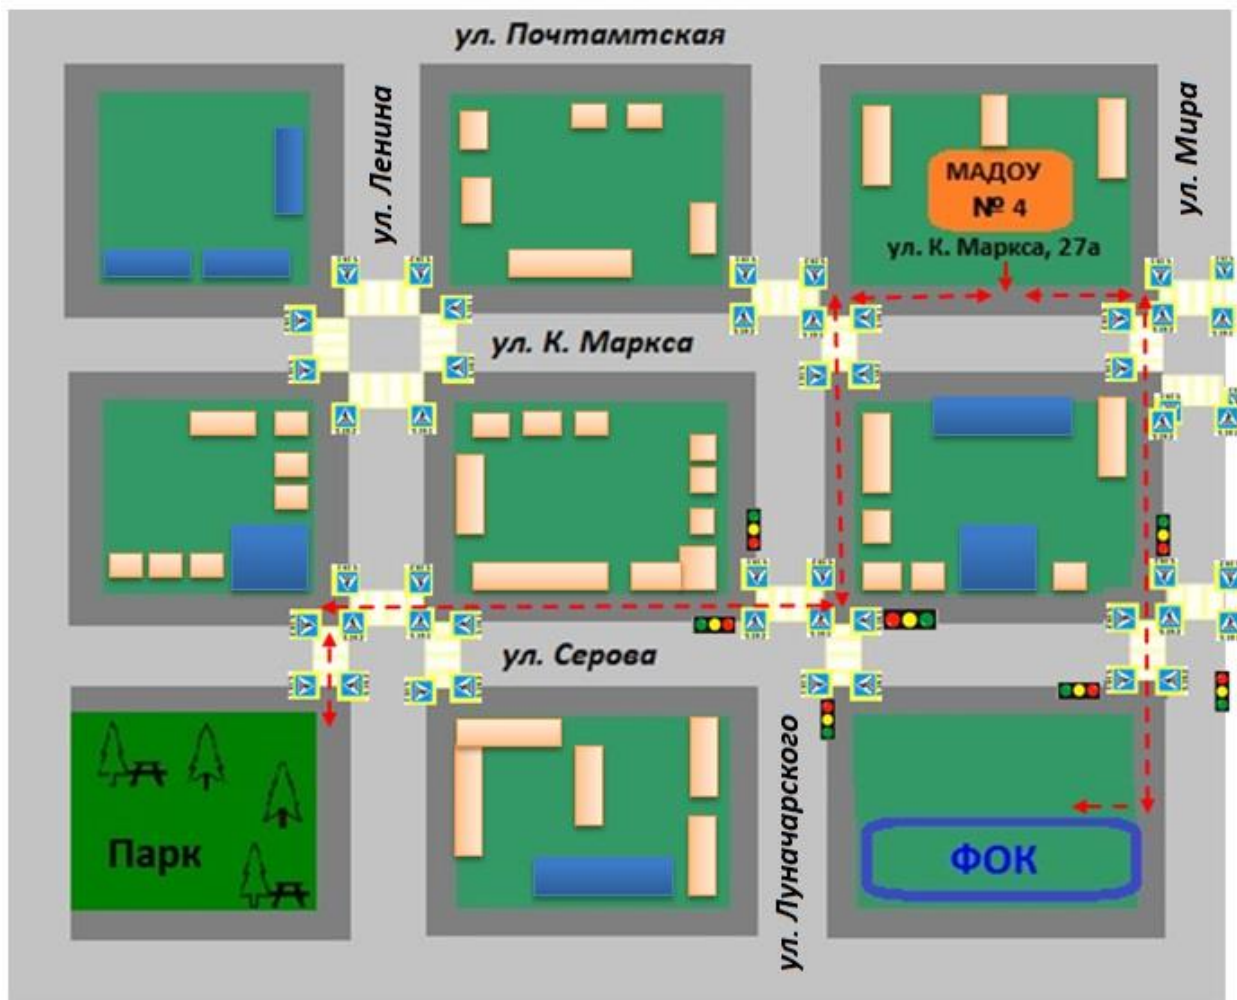 ул. Почтамтская
ул. Ленина
ул. Мира
МАДОУ
№ 4
ул. К. Маркса, 27а
ул. К. Маркса
ул. Серова
ул. Луначарского
Парк
ФОК